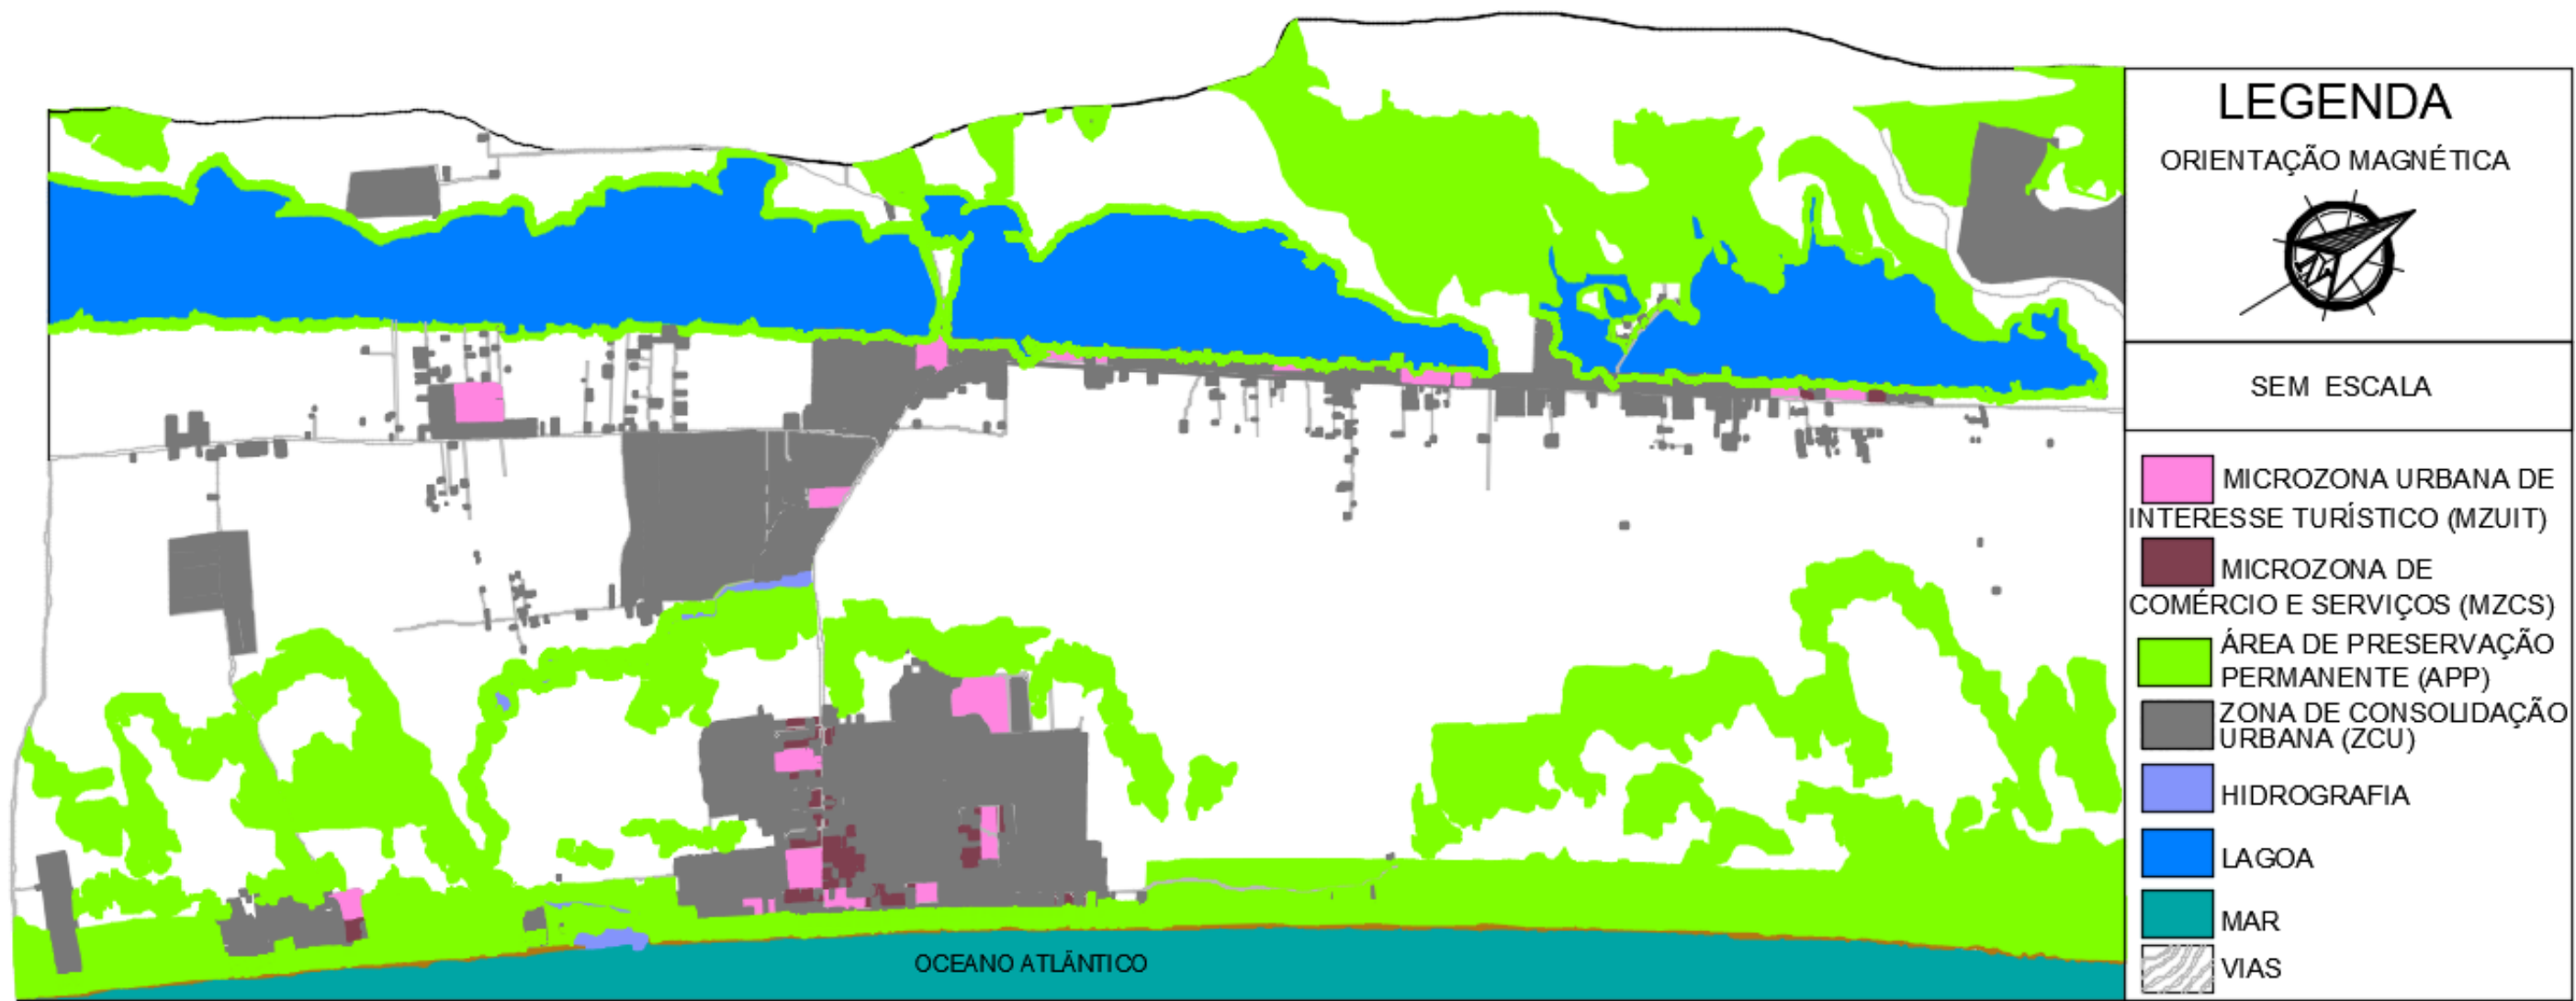 LEGENDA
ORIENTAÇÃO MAGNÉTICA
N
SEM ESCALA
MICROZONA URBANA DE
INTERESSE TURÍSTICO (MZUIT)
MICROZONA DE
COMÉRCIO E SERVIÇOS (MZCS)
ÁREA DE PRESERVAÇÃO
PERMANENTE (APP)
ZONA DE CONSOLIDAÇÃO
URBANA (ZCU)
HIDROGRAFIA
LAGOA
MAR
VIAS
OCEANO ATLÂNTICO